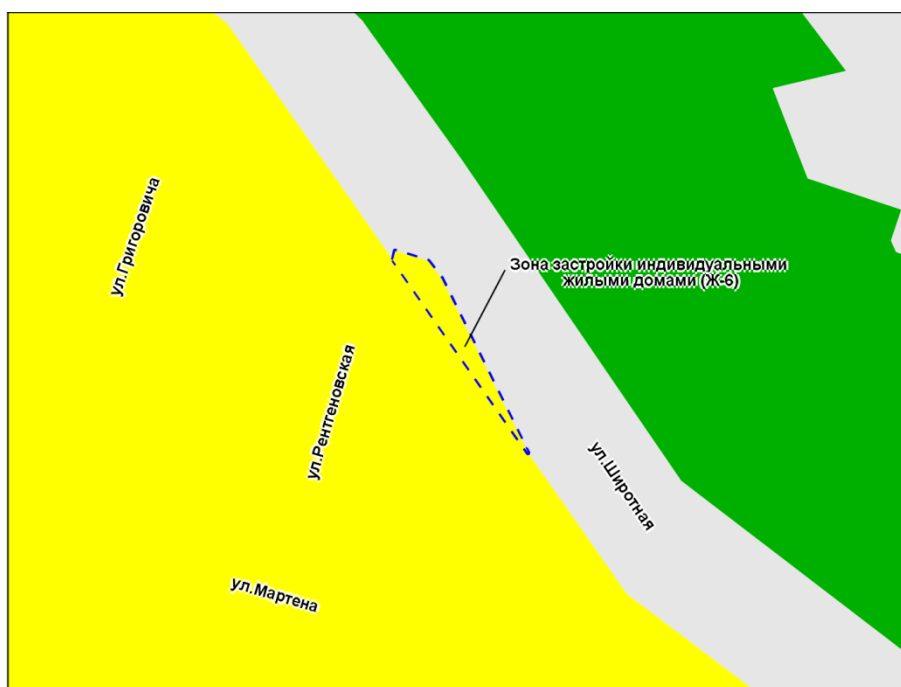 ул.Григоровича
Зона застройки индивидуальными
жилыми домами (Ж-6)
ул.Рентгеновская
ул.Широтная
ул.Мартена